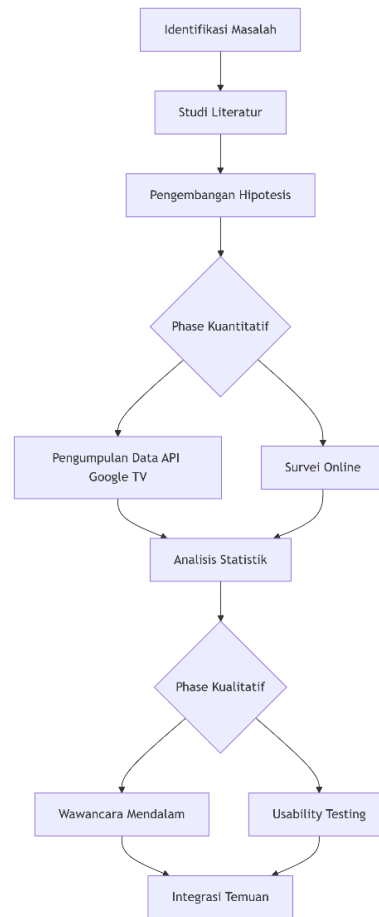 Identifikasi Masalah
Studi Literatur
Pengembangan Hipotesis
Phase Kuantitatif
Pengumpulan Data API
Google TV
Survei Online
Analisis Statistik
Phase Kualitatif
Wawancara Mendalam
Usability Testing
Integrasi Temuan